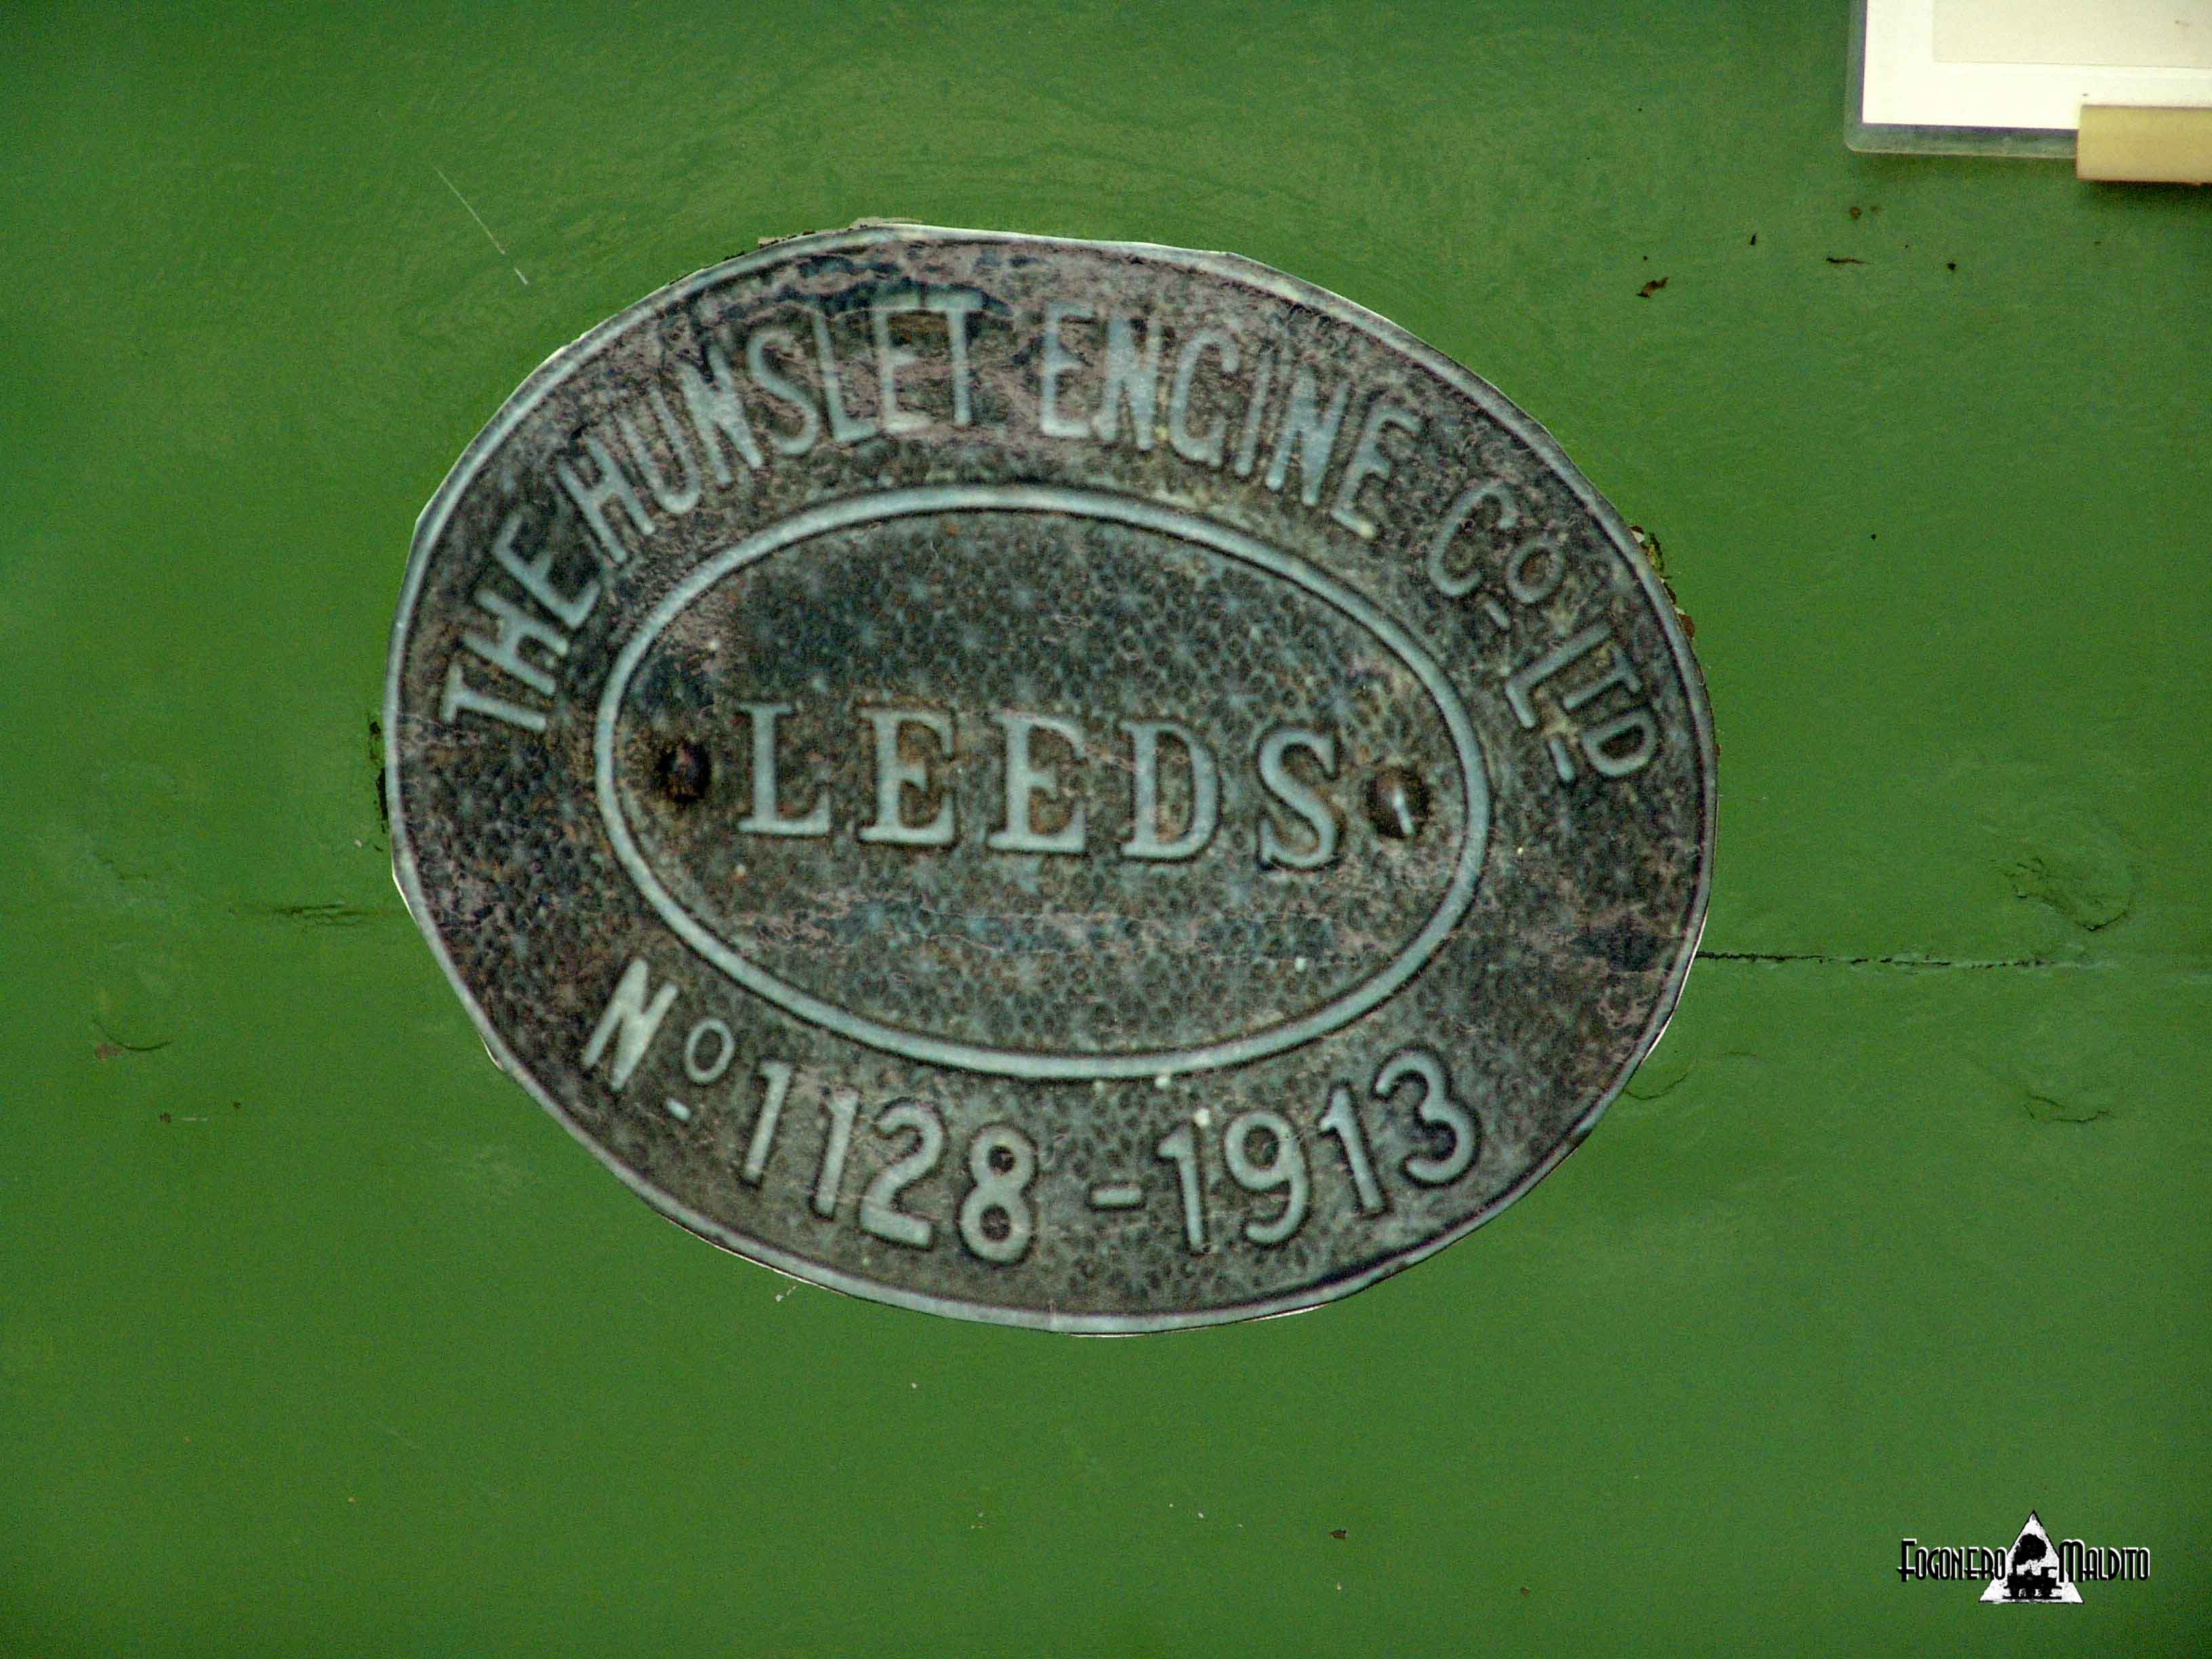 THE HUNSLET ENGINE Cº LTD
LEEDS
Nº 1128-1913
FOGONERO MALDITO